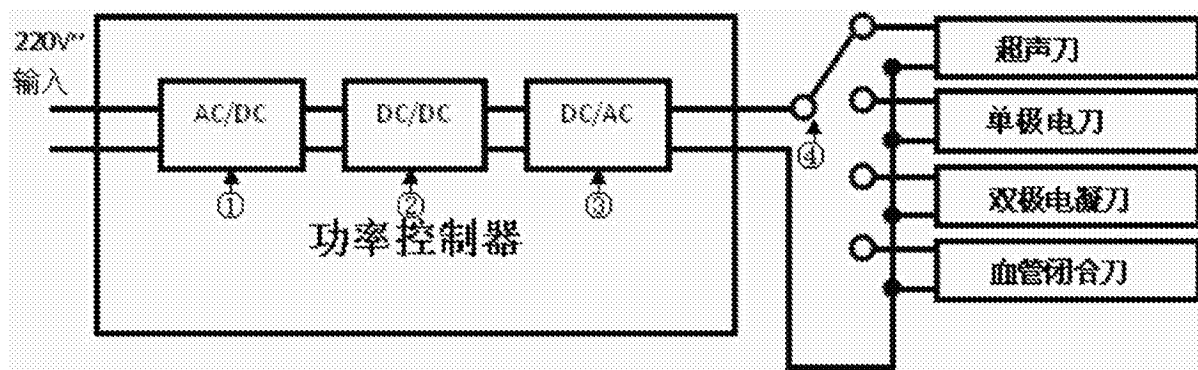 220V~
输入
AC/DC
DC/DC
DC/AC
①
②
③
④
功率控制器
超声刀
单极电刀
双极电凝刀
血管闭合刀